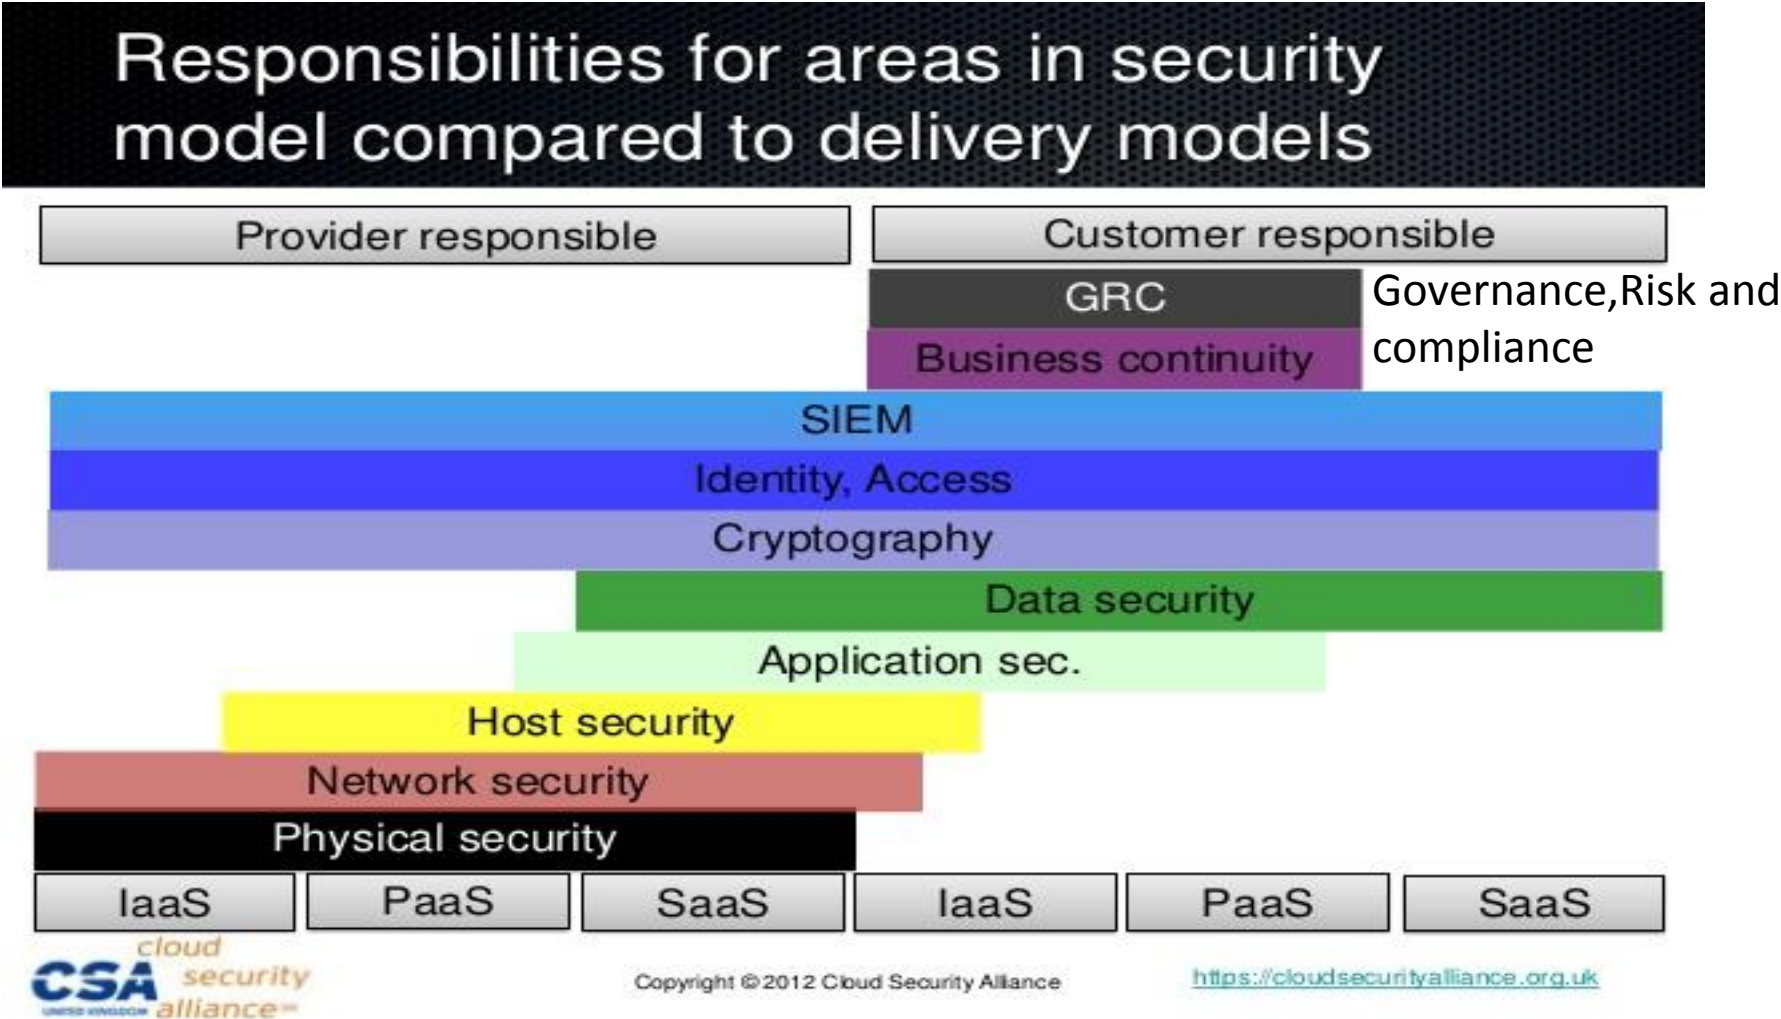 Responsibilities for areas in security
model compared to delivery models
Provider responsible
Customer responsible
GRC
Governance,Risk and
compliance
Business continuity
SIEM
Identity, Access
Cryptography
Data security
Application sec.
Host security
Network security
Physical security
IaaS
PaaS
SaaS
IaaS
PaaS
SaaS
cloud
CSA security
UNITED KINGDOM alliance
Copyright © 2012 Cloud Security Alliance
https://cloudsecurityalliance.org.uk